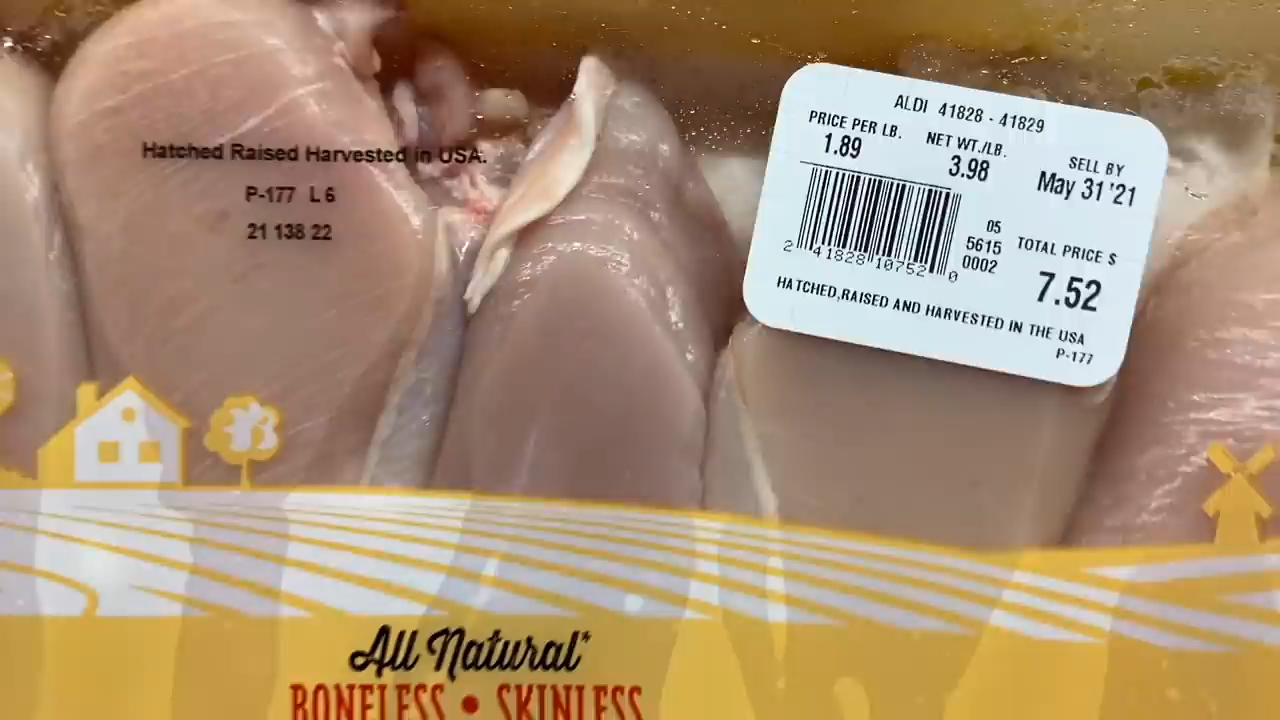 Hatched Raised Harvested in USA.
P-177 L 6
21 138 22
ALDI 41828 - 41829
PRICE PER LB.
1.89
NET WT./LB.
3.98
SELL BY
May 31 '21
2 41828 10752 0
05
5615
0002
TOTAL PRICE $
7.52
HATCHED,RAISED AND HARVESTED IN THE USA
P-177
All Natural*
BONELESS • SKINLESS